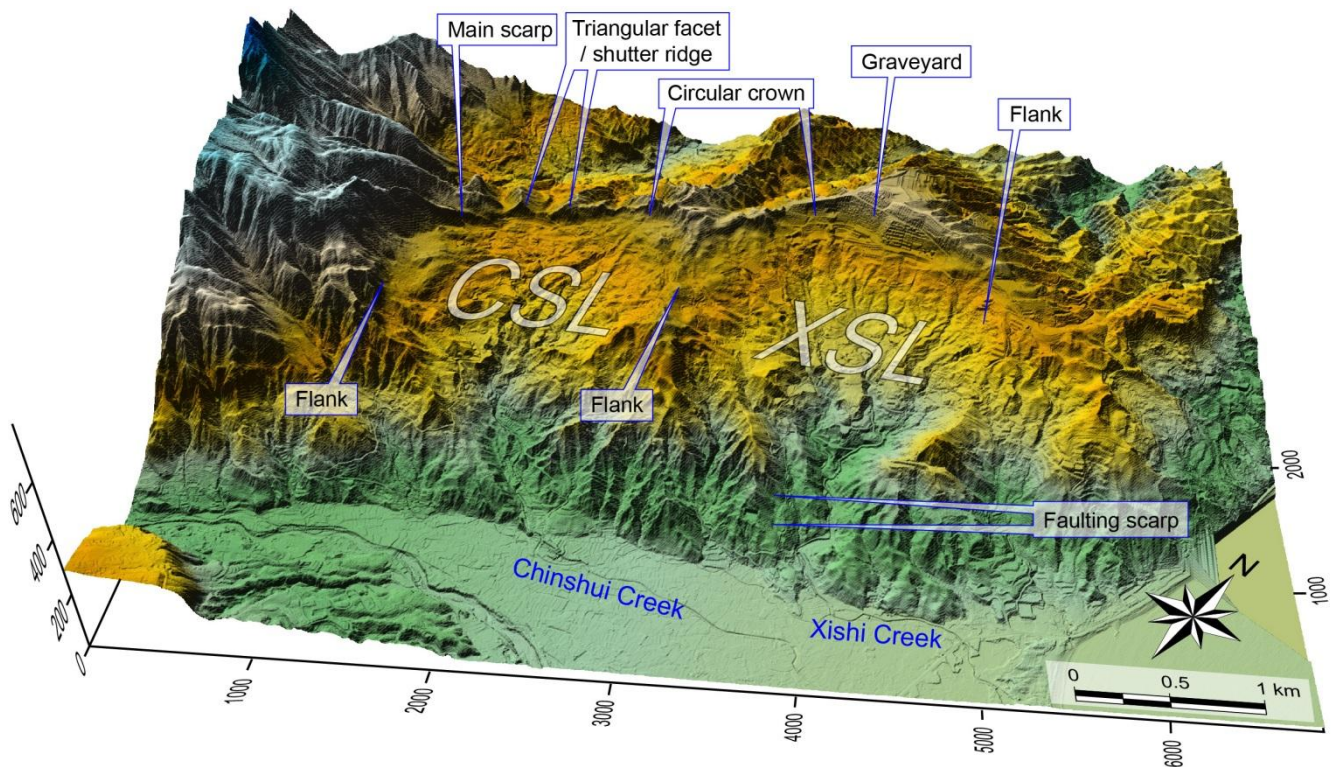 Main scarp
Triangular facet
/ shutter ridge
Circular crown
Graveyard
Flank
CSL
XSL
Flank
Flank
Faulting scarp
Chinshui Creek
Xishi Creek
N
0 0.5 1 km
600
400
200
0
1000
2000
3000
4000
5000
6000
1000
2000